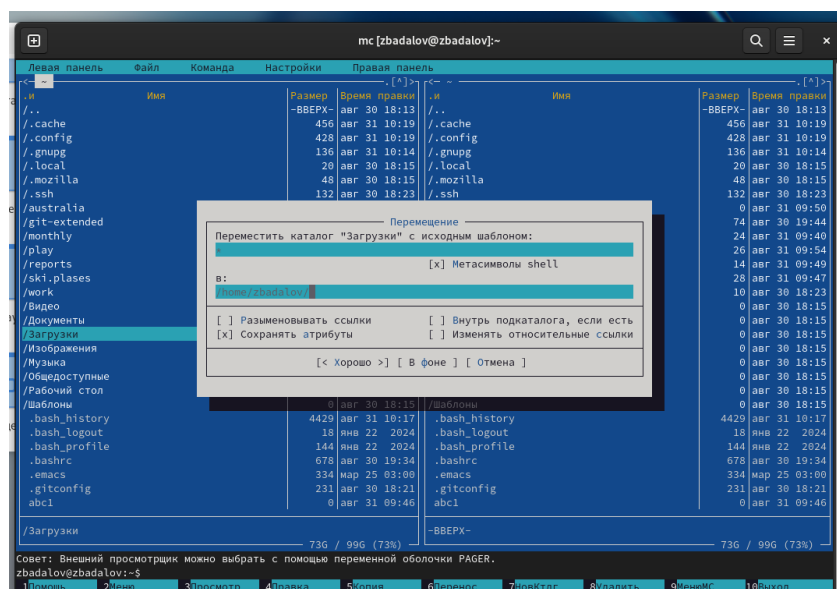 mc [zbadalov@zbadalov]:~
Левая панель Файл Команда Настройки Правая панель
<- ~ .[^]> <- ~ .[^]>
.и Имя Размер Время правки .и Имя Размер Время правки
/.. -ВВЕРХ- авг 30 18:13 /.. -ВВЕРХ- авг 30 18:13
/.cache 456 авг 31 10:19 /.cache 456 авг 31 10:19
/.config 428 авг 31 10:19 /.config 428 авг 31 10:19
/.gnupg 136 авг 31 10:14 /.gnupg 136 авг 31 10:14
/.local 20 авг 30 18:15 /.local 20 авг 30 18:15
/.mozilla 48 авг 30 18:15 /.mozilla 48 авг 30 18:15
/.ssh 132 авг 30 18:23 /.ssh 132 авг 30 18:23
/australia 0 авг 31 09:50
/git-extended 74 авг 30 19:44
/monthly 24 авг 31 09:40
/play 26 авг 31 09:54
/reports 14 авг 31 09:49
/ski.plases 28 авг 31 09:47
/work 10 авг 30 18:23
/Видео 0 авг 30 18:15
/Документы 0 авг 30 18:15
/Загрузки 0 авг 30 18:15
/Изображения 0 авг 30 18:15
/Музыка 0 авг 30 18:15
/Общедоступные 0 авг 30 18:15
/Рабочий стол 0 авг 30 18:15
/Шаблоны 0 авг 30 18:15 /Шаблоны 0 авг 30 18:15
.bash_history 4429 авг 31 10:17 .bash_history 4429 авг 31 10:17
.bash_logout 18 янв 22 2024 .bash_logout 18 янв 22 2024
.bash_profile 144 янв 22 2024 .bash_profile 144 янв 22 2024
.bashrc 678 авг 30 19:34 .bashrc 678 авг 30 19:34
.emacs 334 мар 25 03:00 .emacs 334 мар 25 03:00
.gitconfig 231 авг 30 18:21 .gitconfig 231 авг 30 18:21
abc1 0 авг 31 09:46 abc1 0 авг 31 09:46
Перемещение
Переместить каталог "Загрузки" с исходным шаблоном:
*
[x] Метасимволы shell
в:
/home/zbadalov/
[ ] Разыменовывать ссылки [ ] Внутрь подкаталога, если есть
[x] Сохранять атрибуты [ ] Изменять относительные ссылки
[< Хорошо >] [ В фоне ] [ Отмена ]
/Загрузки -ВВЕРХ-
73G / 99G (73%) 73G / 99G (73%)
Совет: Внешний просмотрщик можно выбрать с помощью переменной оболочки PAGER.
zbadalov@zbadalov:~$
1Помощь 2Меню 3Просмотр 4Правка 5Копия 6Перенос 7НовКтлг 8Удалить 9МенюМС 10Выход